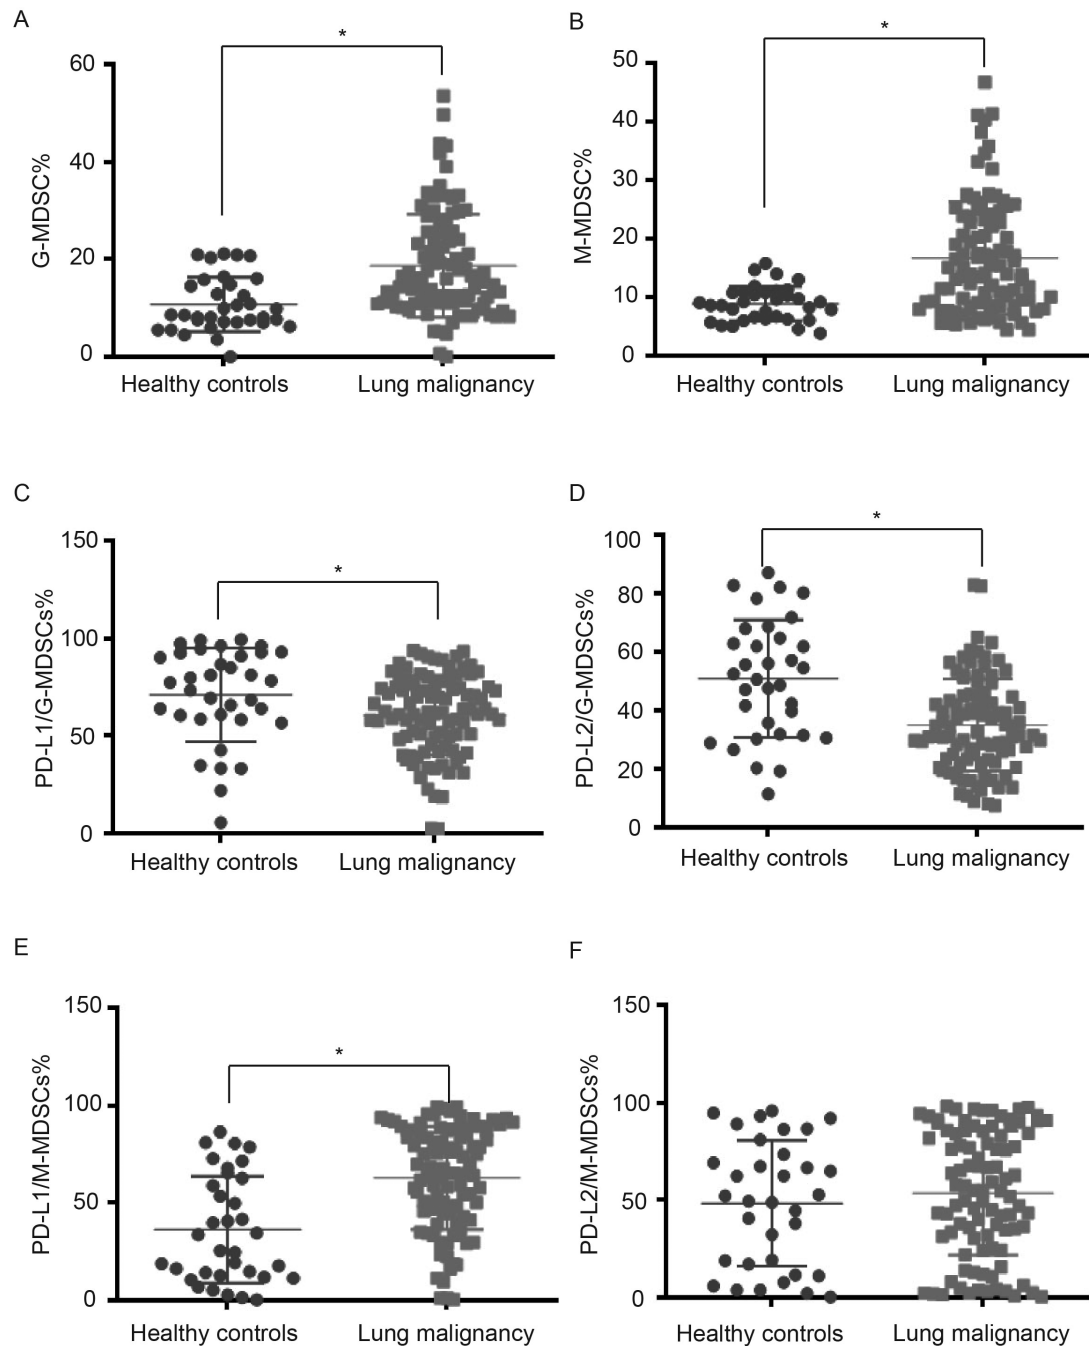 A
*
G-MDSC%
60
40
20
0
Healthy controls
Lung malignancy
B
*
M-MDSC%
50
40
30
20
10
0
Healthy controls
Lung malignancy
C
*
PD-L1/G-MDSCs%
150
100
50
0
Healthy controls
Lung malignancy
D
*
PD-L2/G-MDSCs%
100
80
60
40
20
0
Healthy controls
Lung malignancy
E
*
PD-L1/M-MDSCs%
150
100
50
0
Healthy controls
Lung malignancy
F
PD-L2/M-MDSCs%
150
100
50
0
Healthy controls
Lung malignancy